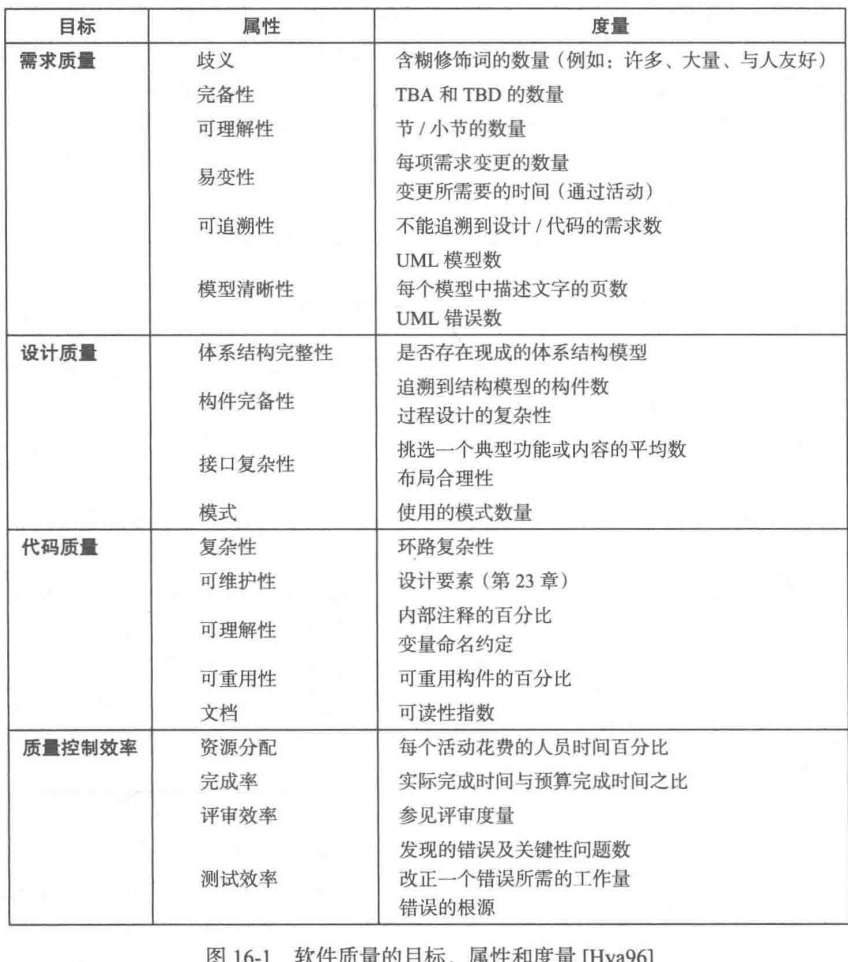 目标 属性 度量
需求质量 歧义 含糊修饰词的数量（例如：许多、大量、与人友好）
完备性 TBA 和 TBD 的数量
可理解性 节 / 小节的数量
易变性 每项需求变更的数量
变更所需要的时间（通过活动）
可追溯性 不能追溯到设计 / 代码的需求数
UML 模型数
模型清晰性 每个模型中描述文字的页数
UML 错误数
设计质量 体系结构完整性 是否存在现成的体系结构模型
构件完备性 追溯到结构模型的构件数
过程设计的复杂性
接口复杂性 挑选一个典型功能或内容的平均数
布局合理性
模式 使用的模式数量
代码质量 复杂性 环路复杂性
可维护性 设计要素（第 23 章）
可理解性 内部注释的百分比
变量命名约定
可重用性 可重用构件的百分比
文档 可读性指数
质量控制效率 资源分配 每个活动花费的人员时间百分比
完成率 实际完成时间与预算完成时间之比
评审效率 参见评审度量
发现的错误及关键性问题数
测试效率 改正一个错误所需的工作量
错误的根源
图 16-1 软件质量的目标、属性和度量 [Hya96]